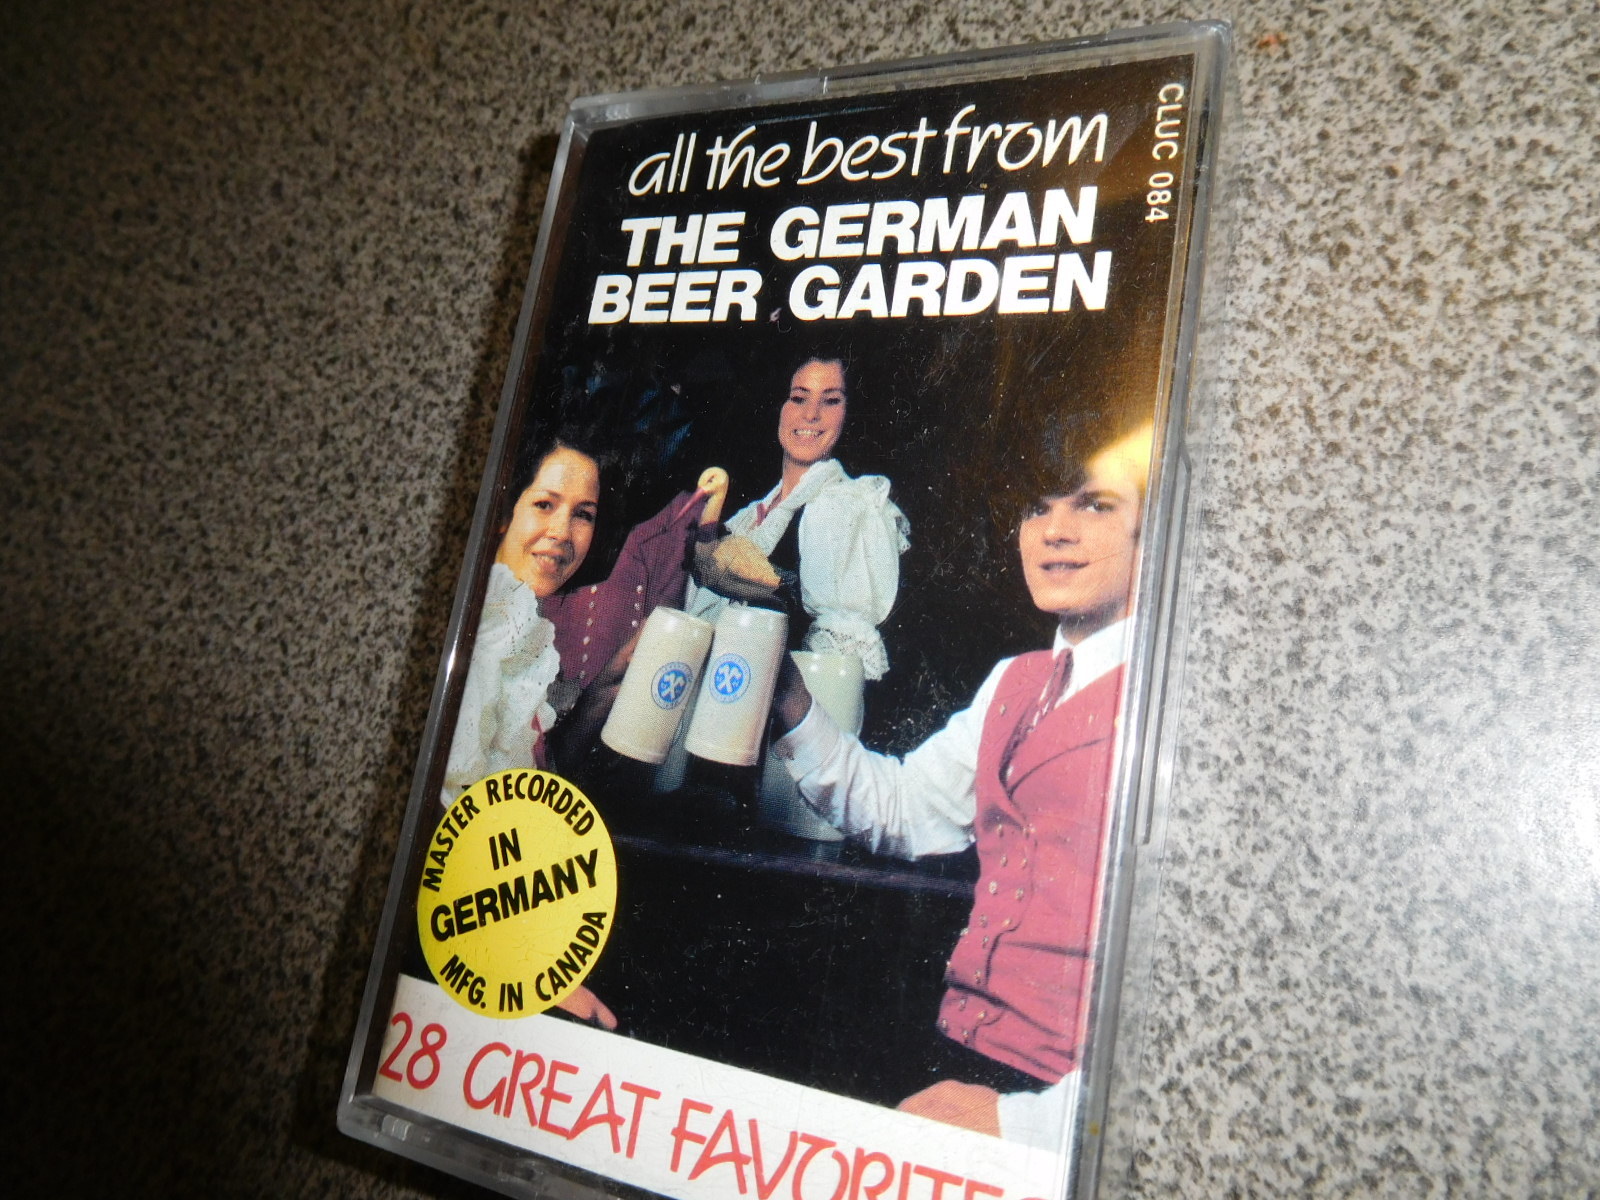 all the best from
THE GERMAN
BEER GARDEN
CLUC 084
MASTER RECORDED
IN
GERMANY
MFG. IN CANADA
28 GREAT FAVORITES